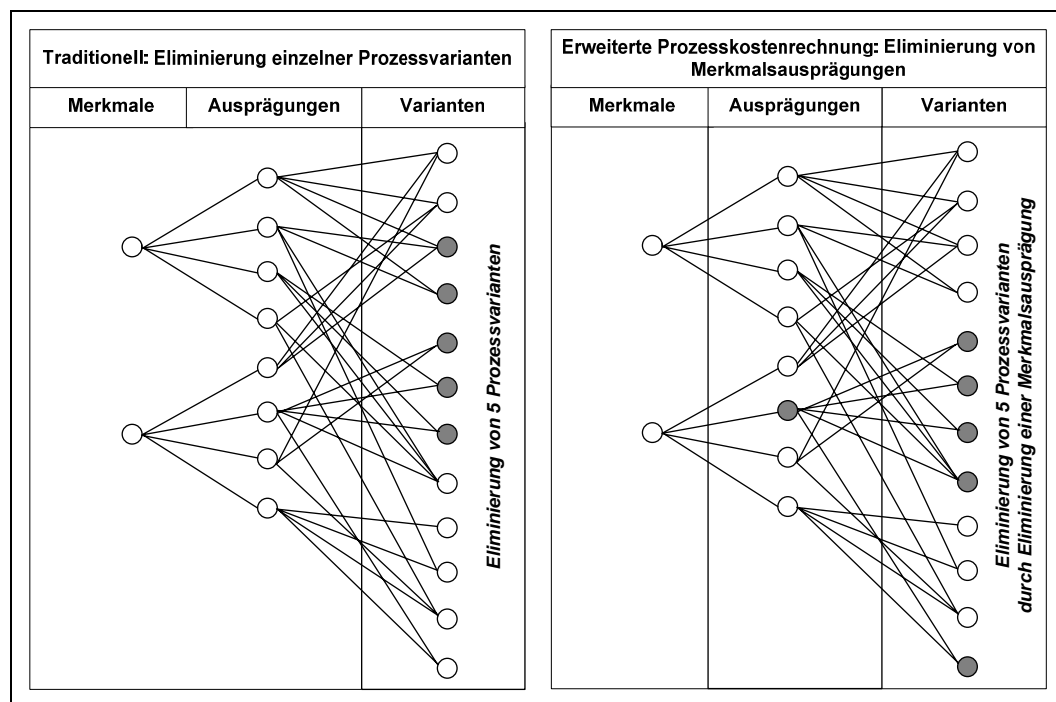 Traditionell: Eliminierung einzelner Prozessvarianten
Merkmale
Ausprägungen
Varianten
Eliminierung von 5 Prozessvarianten
Erweiterte Prozesskostenrechnung: Eliminierung von
Merkmalsausprägungen
Merkmale
Ausprägungen
Varianten
Eliminierung von 5 Prozessvarianten
durch Eliminierung einer Merkmalsausprägung